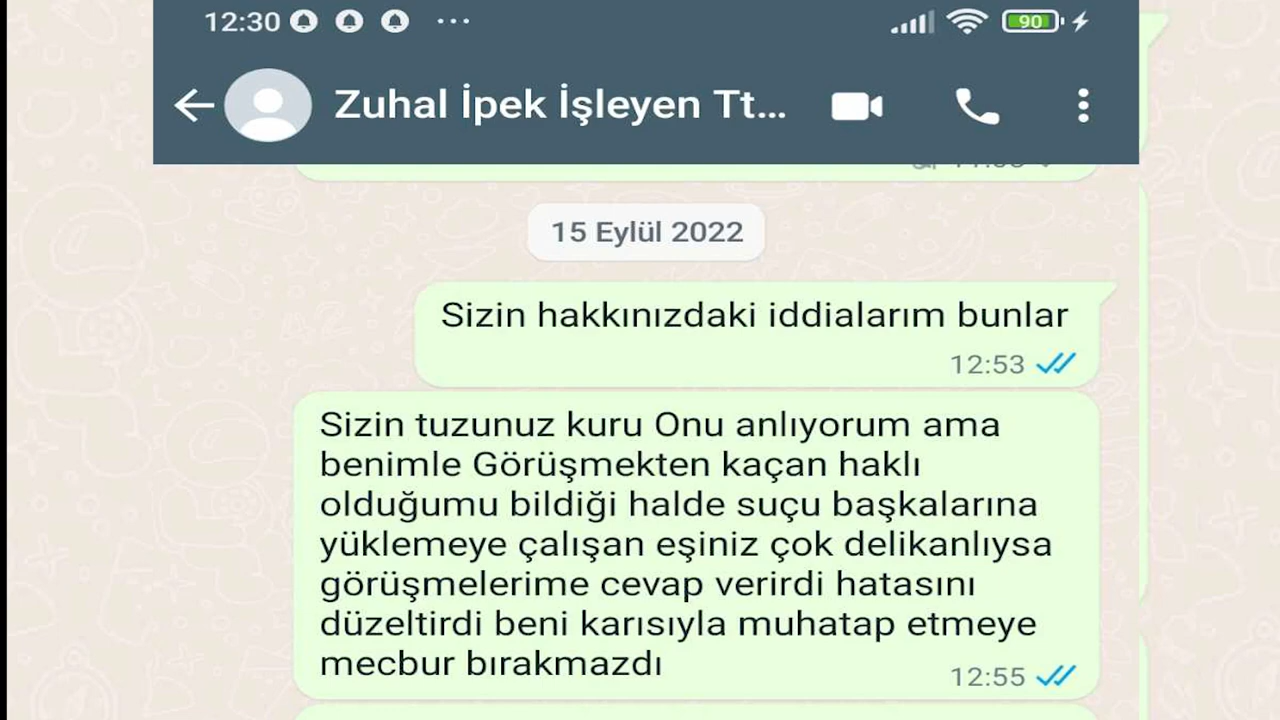 12:30 ... 90
Zuhal İpek İşleyen Tt...
15 Eylül 2022
Sizin hakkınızdaki iddialarım bunlar
12:53
Sizin tuzunuz kuru Onu anlıyorum ama
benimle Görüşmekten kaçan haklı
olduğumu bildiği halde suçu başkalarına
yüklemeye çalışan eşiniz çok delikanlıysa
görüşmelerime cevap verirdi hatasını
düzeltirdi beni karısıyla muhatap etmeye
mecbur bırakmazdı
12:55